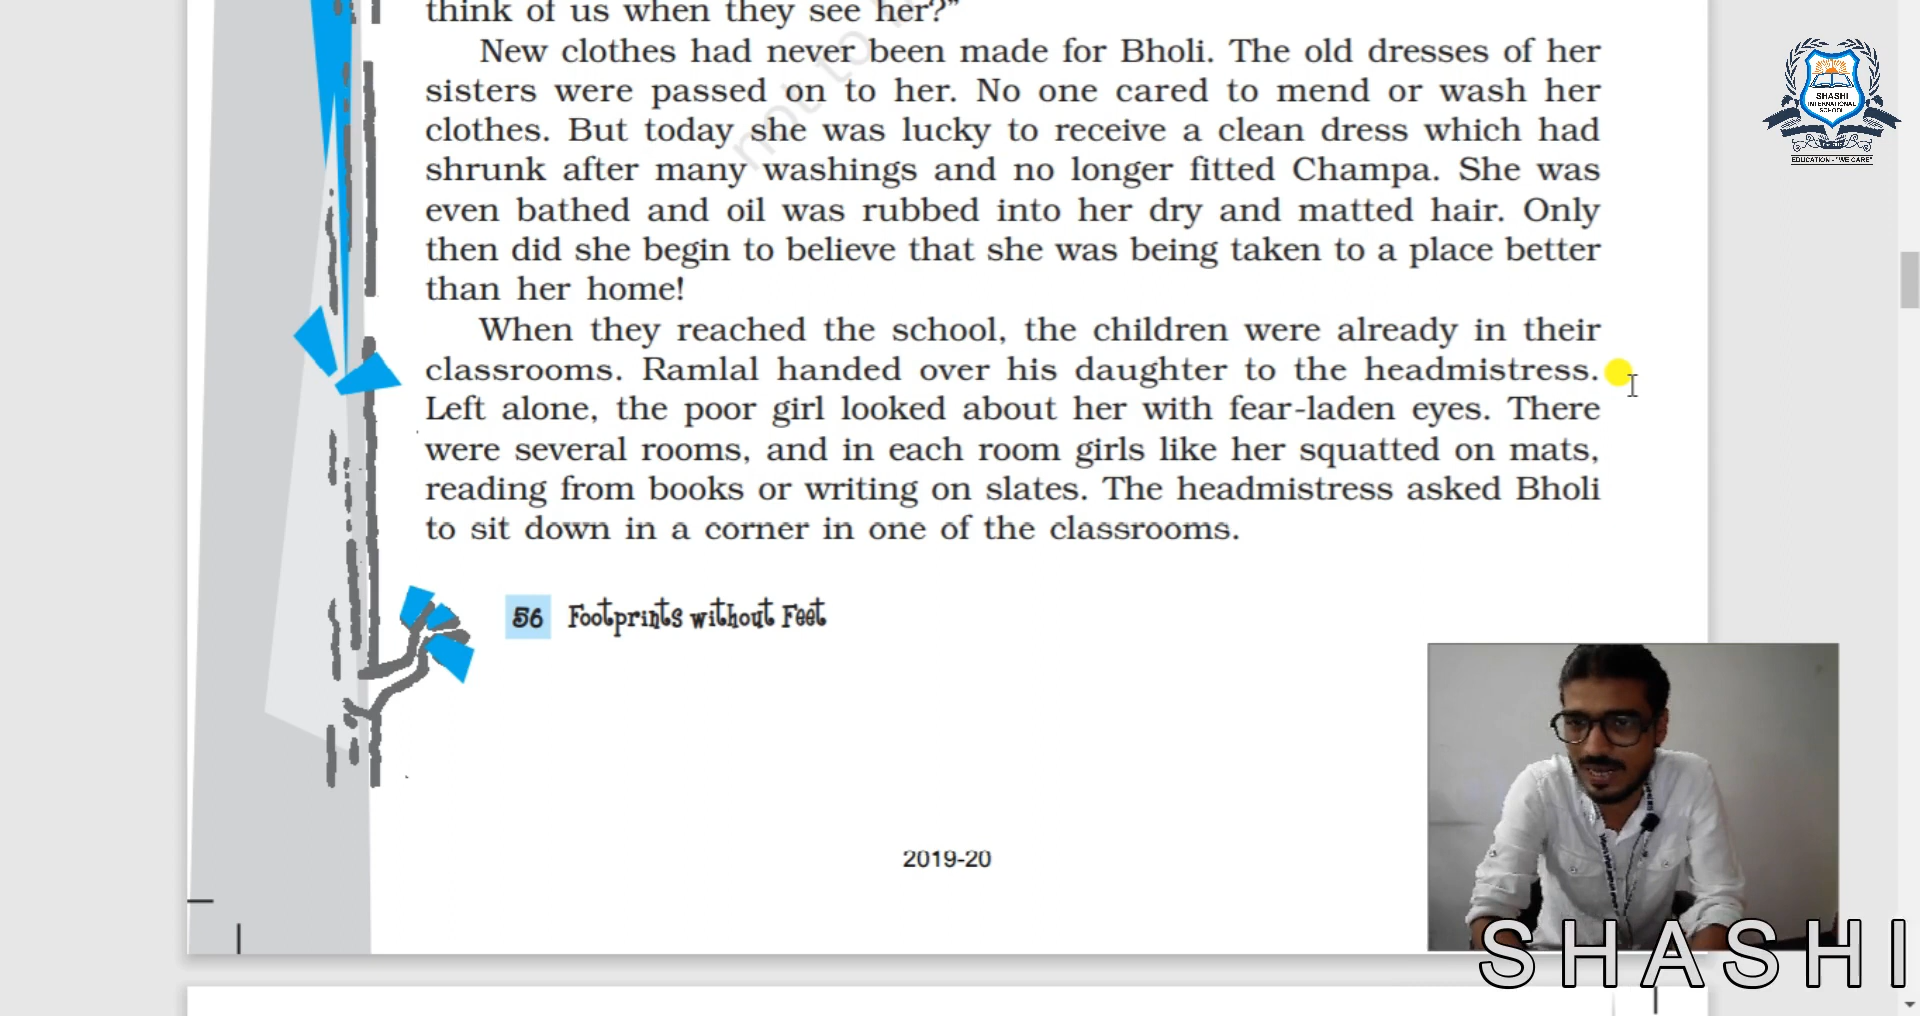 think of us when they see her?”
New clothes had never been made for Bholi. The old dresses of her
sisters were passed on to her. No one cared to mend or wash her
clothes. But today she was lucky to receive a clean dress which had
shrunk after many washings and no longer fitted Champa. She was
even bathed and oil was rubbed into her dry and matted hair. Only
then did she begin to believe that she was being taken to a place better
than her home!
When they reached the school, the children were already in their
classrooms. Ramlal handed over his daughter to the headmistress.
Left alone, the poor girl looked about her with fear-laden eyes. There
were several rooms, and in each room girls like her squatted on mats,
reading from books or writing on slates. The headmistress asked Bholi
to sit down in a corner in one of the classrooms.
56 Footprints without Feet
2019-20
not to
SHASHI
INTERNATIONAL
SCHOOL
EDUCATION - "WE CARE"
SHASHI